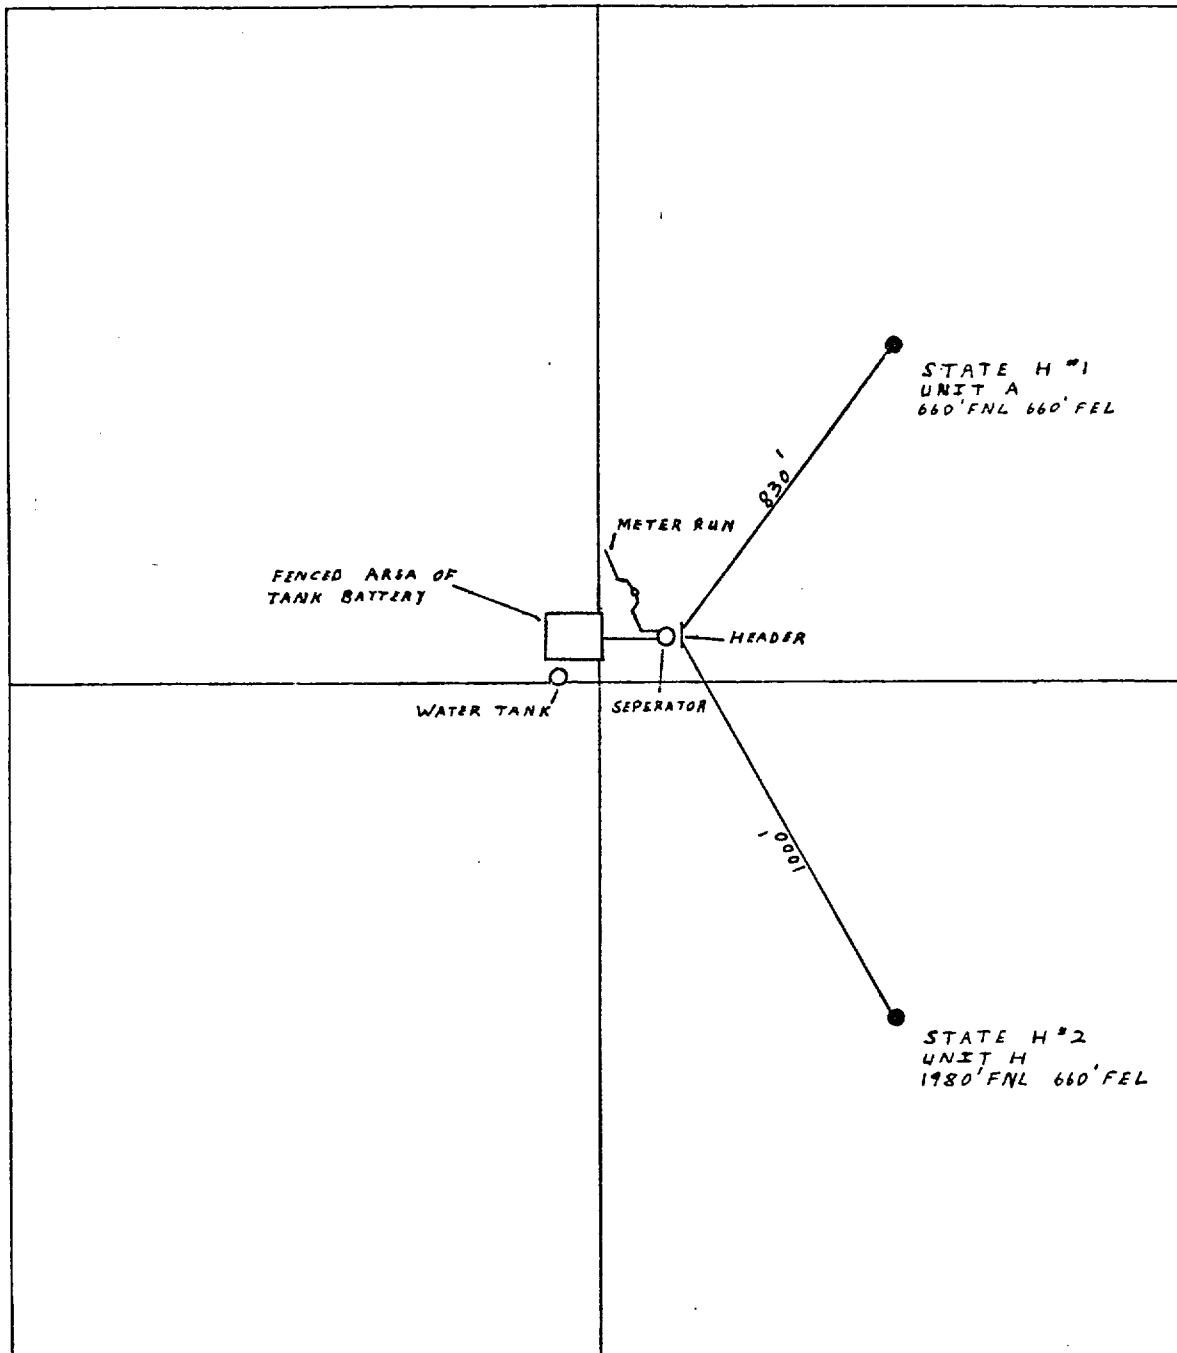 STATE H #1
UNIT A
660' FNL 660' FEL
830'
METER RUN
FENCED AREA OF
TANK BATTERY
HEADER
WATER TANK
SEPERATOR
1000'
STATE H #2
UNIT H
1980' FNL 660' FEL